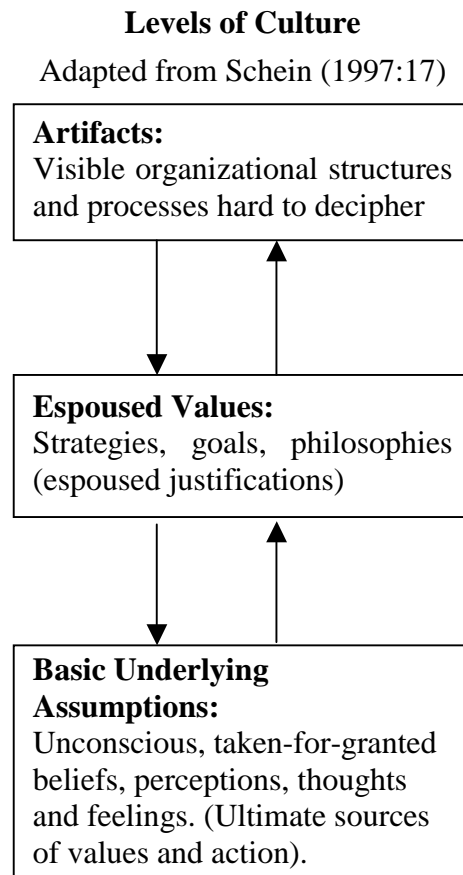 Levels of Culture
Adapted from Schein (1997:17)
Artifacts:
Visible organizational structures
and processes hard to decipher
Espoused Values:
Strategies, goals, philosophies
(espoused justifications)
Basic Underlying
Assumptions:
Unconscious, taken-for-granted
beliefs, perceptions, thoughts
and feelings. (Ultimate sources
of values and action).